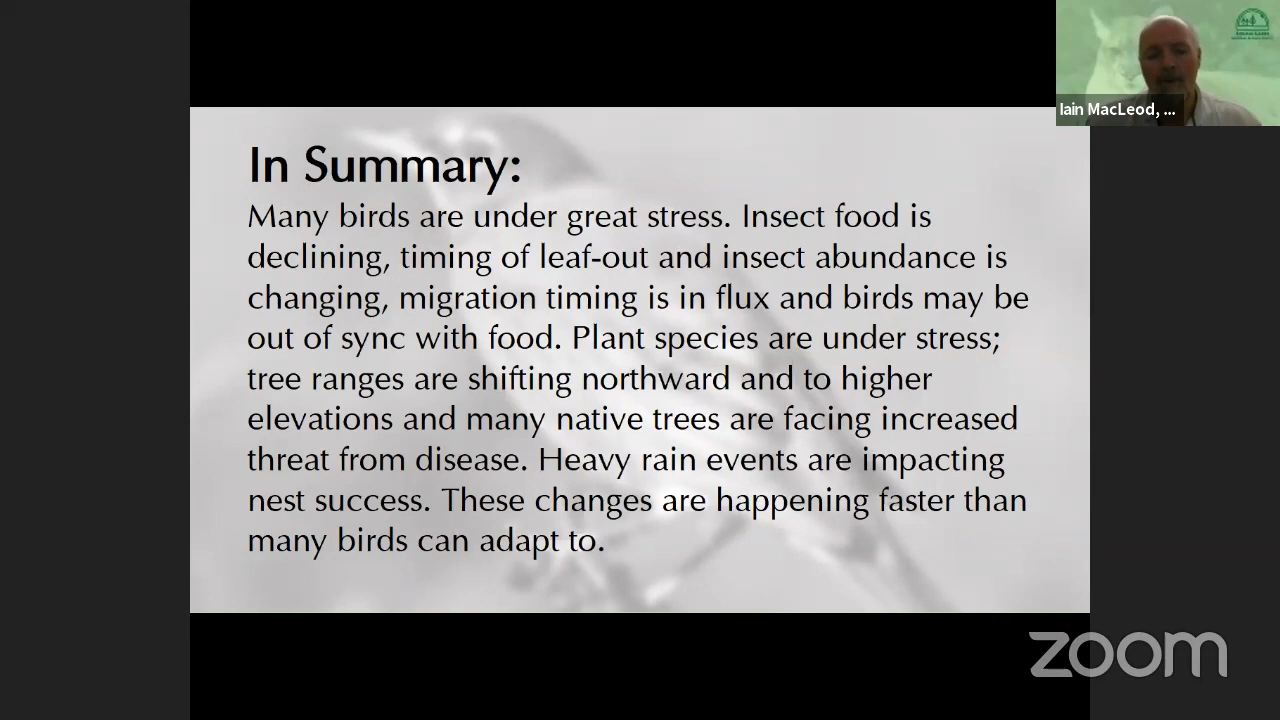 Iain MacLeod, ...
In Summary:
Many birds are under great stress. Insect food is
declining, timing of leaf-out and insect abundance is
changing, migration timing is in flux and birds may be
out of sync with food. Plant species are under stress;
tree ranges are shifting northward and to higher
elevations and many native trees are facing increased
threat from disease. Heavy rain events are impacting
nest success. These changes are happening faster than
many birds can adapt to.
zoom